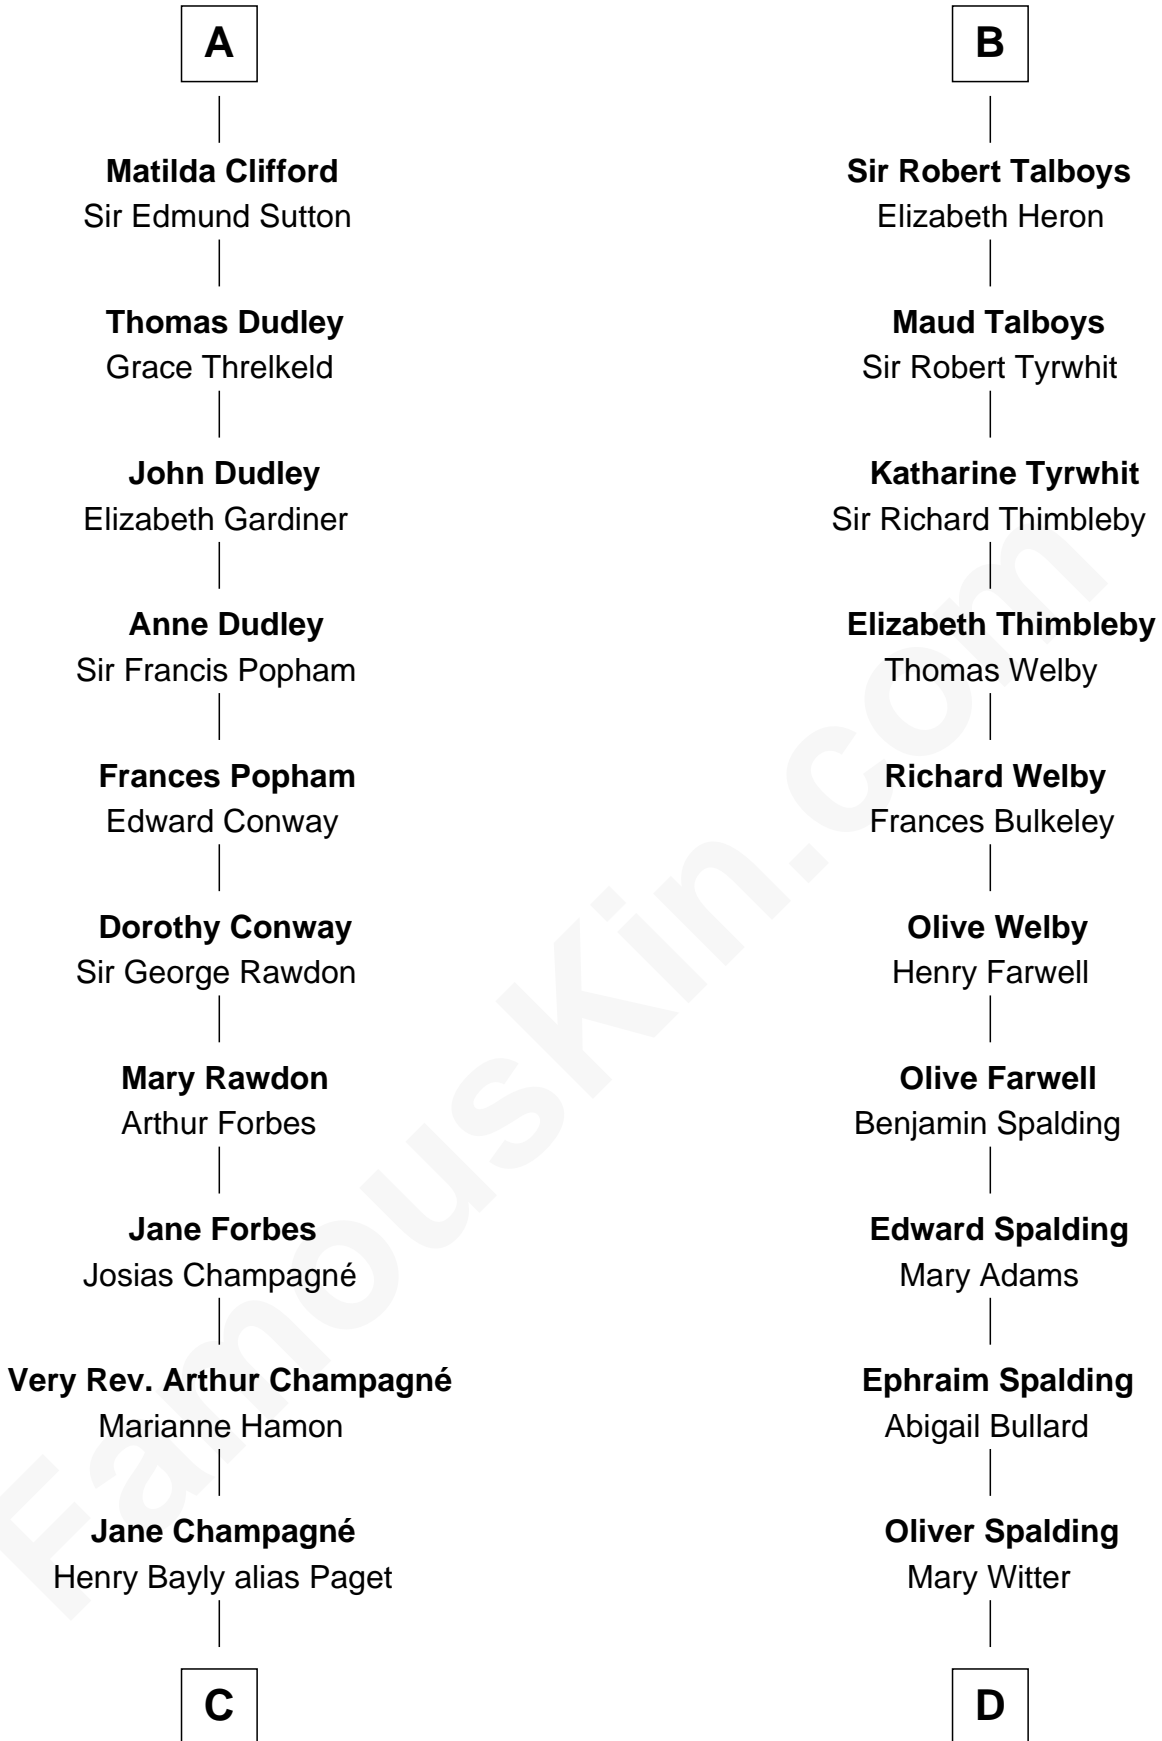 A
Matilda Clifford
Sir Edmund Sutton
Thomas Dudley
Grace Threlkeld
John Dudley
Elizabeth Gardiner
Anne Dudley
Sir Francis Popham
Frances Popham
Edward Conway
Dorothy Conway
Sir George Rawdon
Mary Rawdon
Arthur Forbes
Jane Forbes
Josias Champagné
Very Rev. Arthur Champagné
Marianne Hamon
Jane Champagné
Henry Bayly alias Paget
C
B
Sir Robert Talboys
Elizabeth Heron
Maud Talboys
Sir Robert Tyrwhit
Katharine Tyrwhit
Sir Richard Thimbleby
Elizabeth Thimbleby
Thomas Welby
Richard Welby
Frances Bulkeley
Olive Welby
Henry Farwell
Olive Farwell
Benjamin Spalding
Edward Spalding
Mary Adams
Ephraim Spalding
Abigail Bullard
Oliver Spalding
Mary Witter
D
FamousKin.com